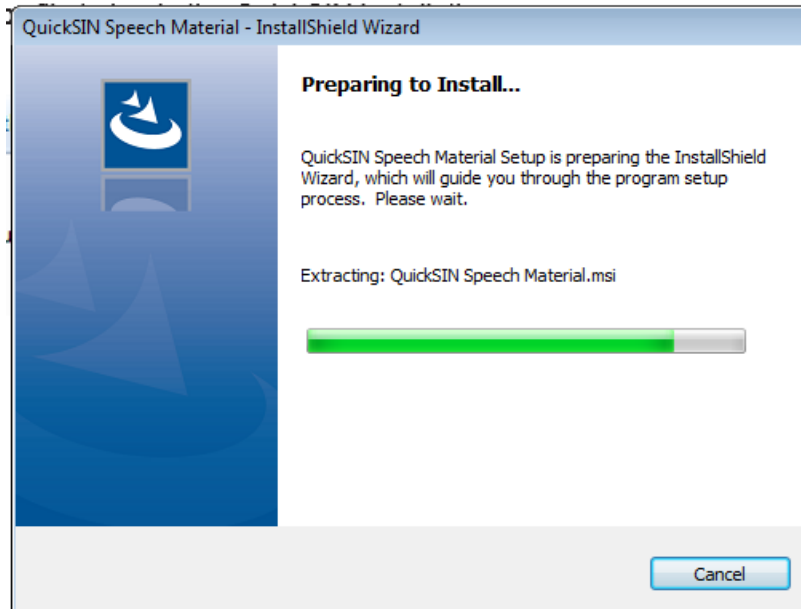 QuickSIN Speech Material - InstallShield Wizard
Preparing to Install...
QuickSIN Speech Material Setup is preparing the InstallShield
Wizard, which will guide you through the program setup
process. Please wait.
Extracting: QuickSIN Speech Material.msi
Cancel